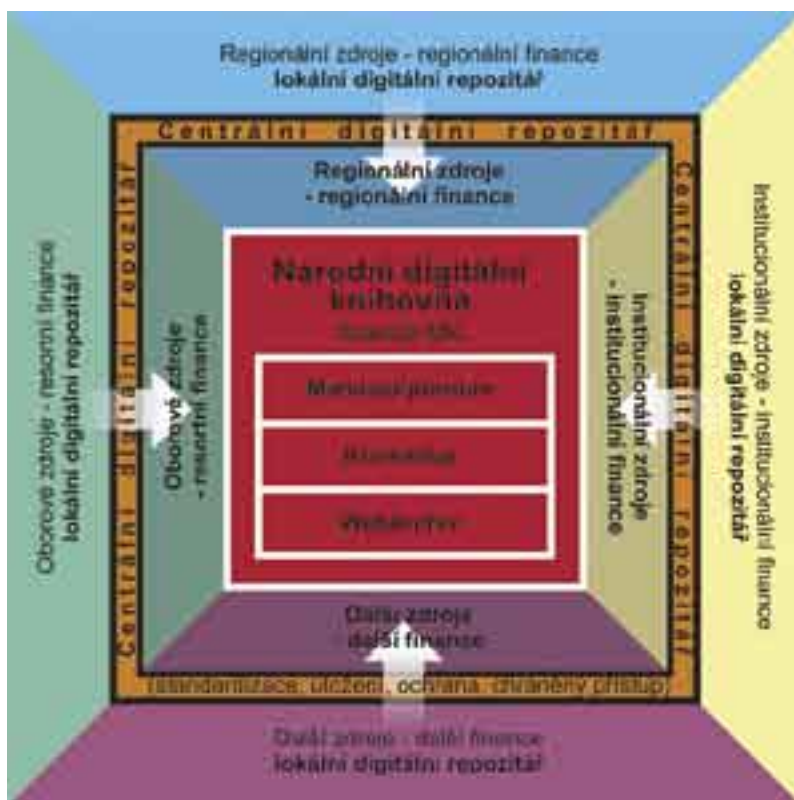 Regionální zdroje - regionální finance
lokální digitální repozitář
Centrální digitální repozitář
Regionální zdroje
- regionální finance
Oborové zdroje - resortní finance
lokální digitální repozitář
Centrální digitální repozitář
Oborové zdroje
- resortní finance
Národní digitální
knihovna
Manuscriptorium
Kramerius
WebArchiv
Institucionální zdroje
- institucionální finance
Centrální digitální repozitář
Institucionální zdroje - institucionální finance
lokální digitální repozitář
Další zdroje
- další finance
(standardizace, uložení, ochrana, chráněný přístup)
Další zdroje - další finance
lokální digitální repozitář